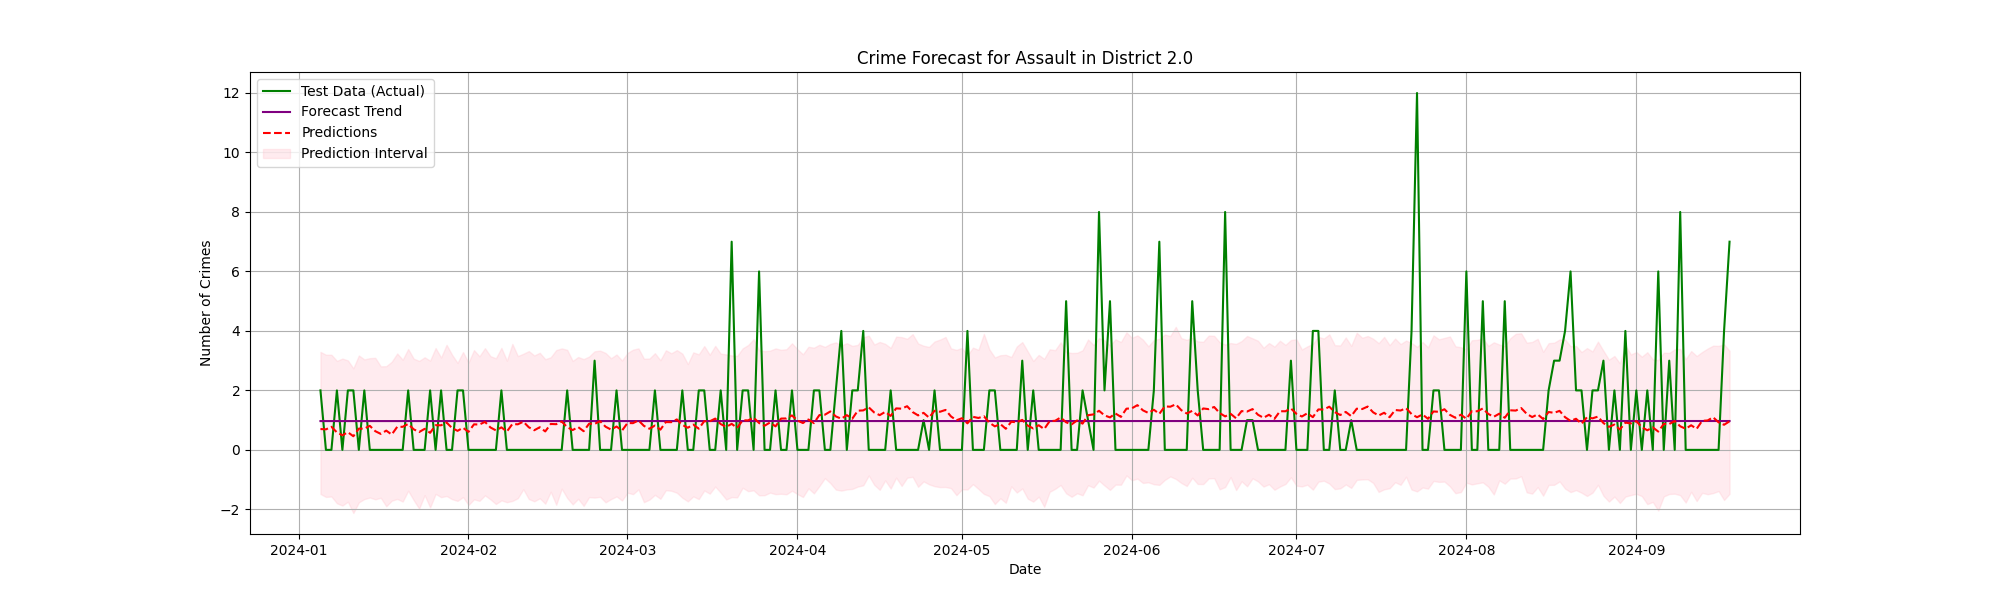 Crime Forecast for Assault in District 2.0
Test Data (Actual)
Forecast Trend
Predictions
Prediction Interval
Number of Crimes
12
10
8
6
4
2
0
−2
2024-01 2024-02 2024-03 2024-04 2024-05 2024-06 2024-07 2024-08 2024-09
Date